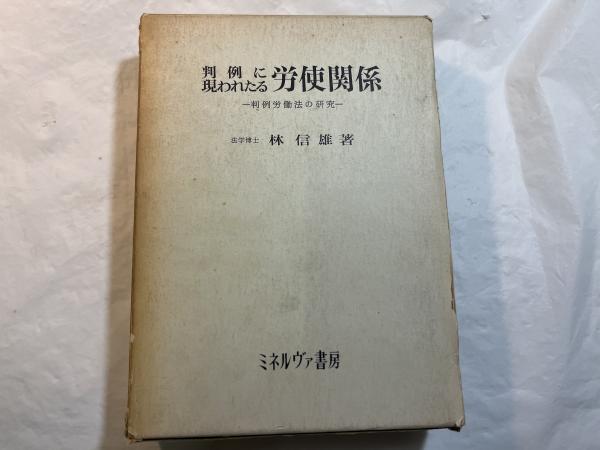 判例に現われたる 労使関係
―判例労働法の研究―
法学博士 林信雄著
ミネルヴァ書房